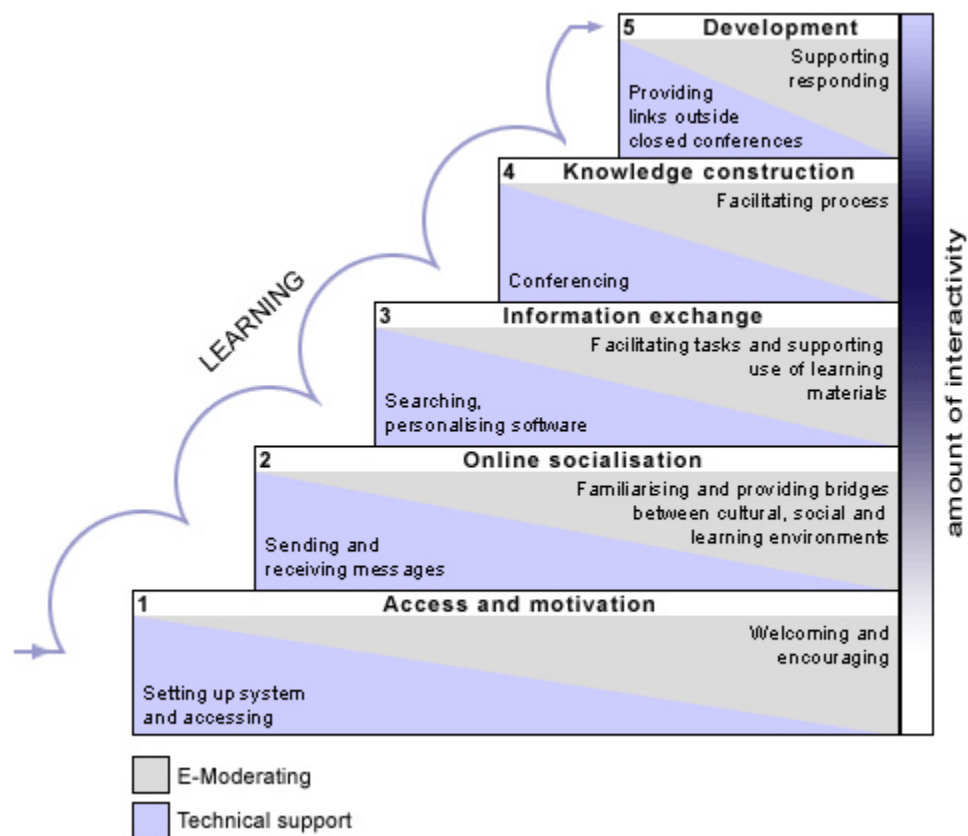 5 Development
Supporting
responding
Providing
links outside
closed conferences
4 Knowledge construction
Facilitating process
Conferencing
3 Information exchange
Facilitating tasks and supporting
use of learning
materials
Searching,
personalising software
2 Online socialisation
Familiarising and providing bridges
between cultural, social and
learning environments
Sending and
receiving messages
1 Access and motivation
Welcoming and
encouraging
Setting up system
and accessing
LEARNING
amount of interactivity
E-Moderating
Technical support